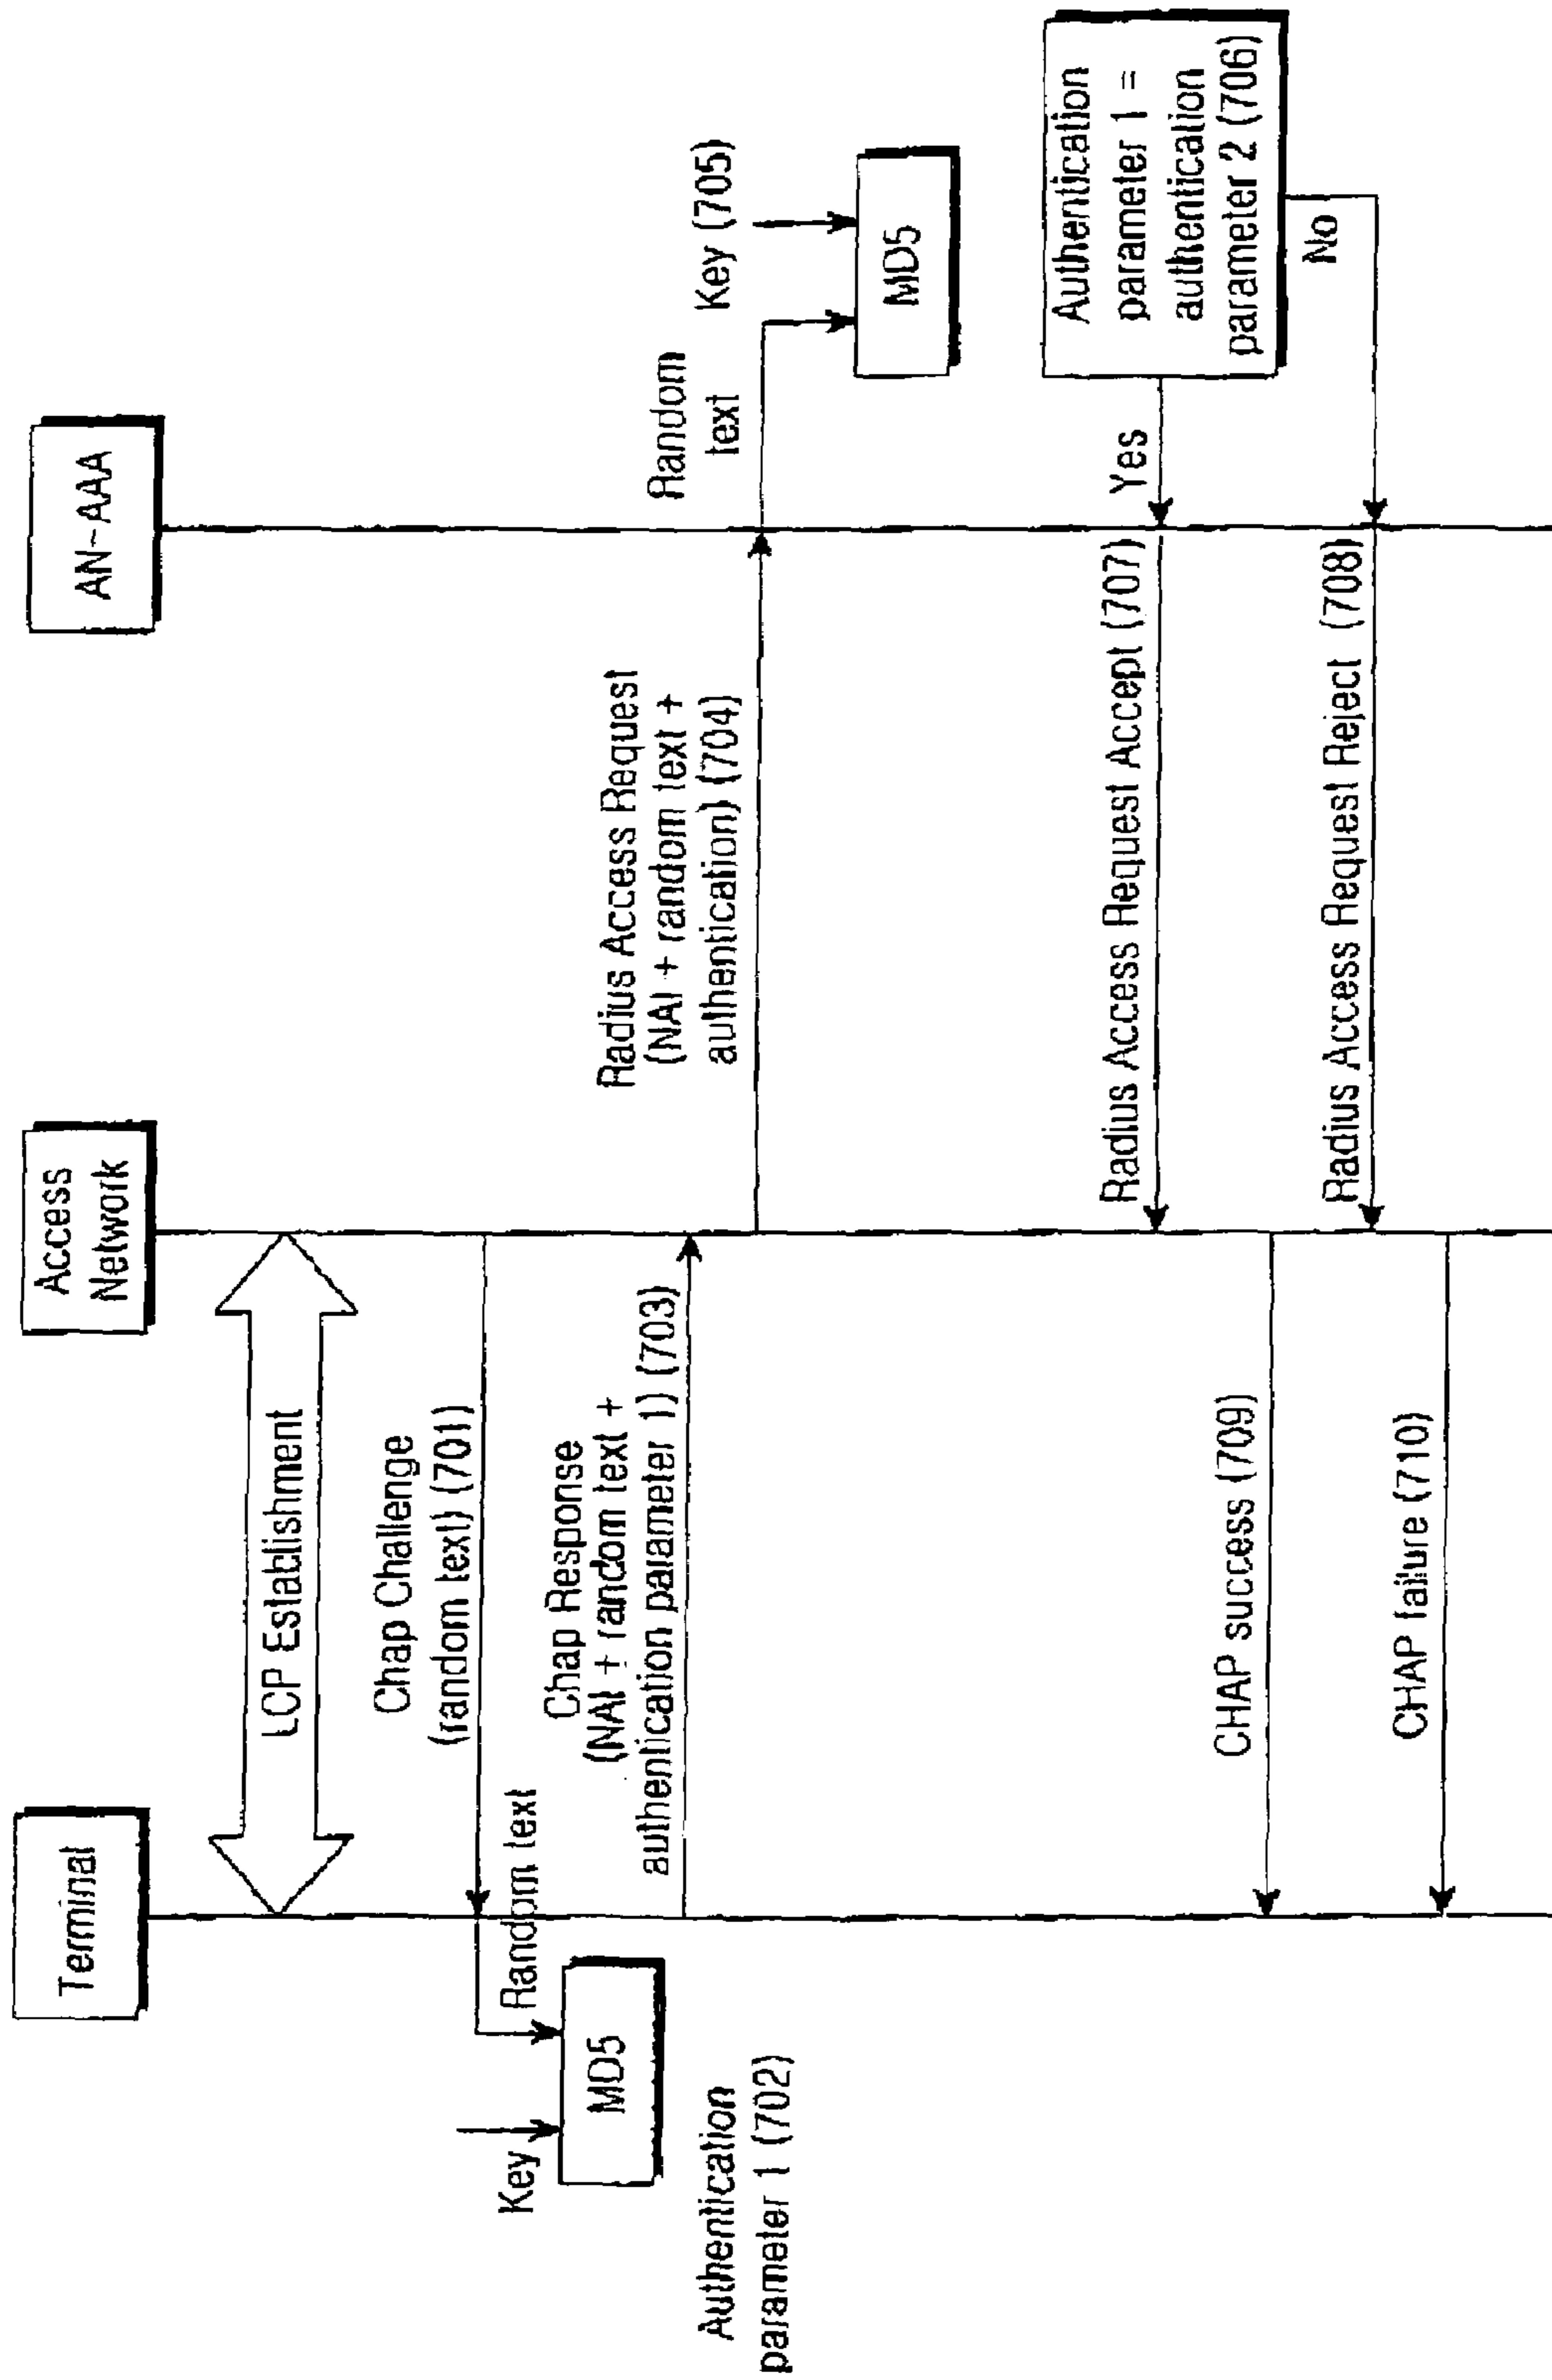 Terminal
Access
Network
AN-AAA
LCP Establishment
Chap Challenge
(random text) (701)
Random text
Key
MD5
Authentication
parameter 1 (702)
Chap Response
(NAI + random text +
authentication parameter 1) (703)
Radius Access Request
(NAI + random text +
authentication) (704)
Random
text
Key (705)
MD5
Authentication
parameter 1 =
authentication
parameter 2 (706)
Yes
No
Radius Access Request Accept (707)
CHAP success (709)
Radius Access Request Reject (708)
CHAP failure (710)